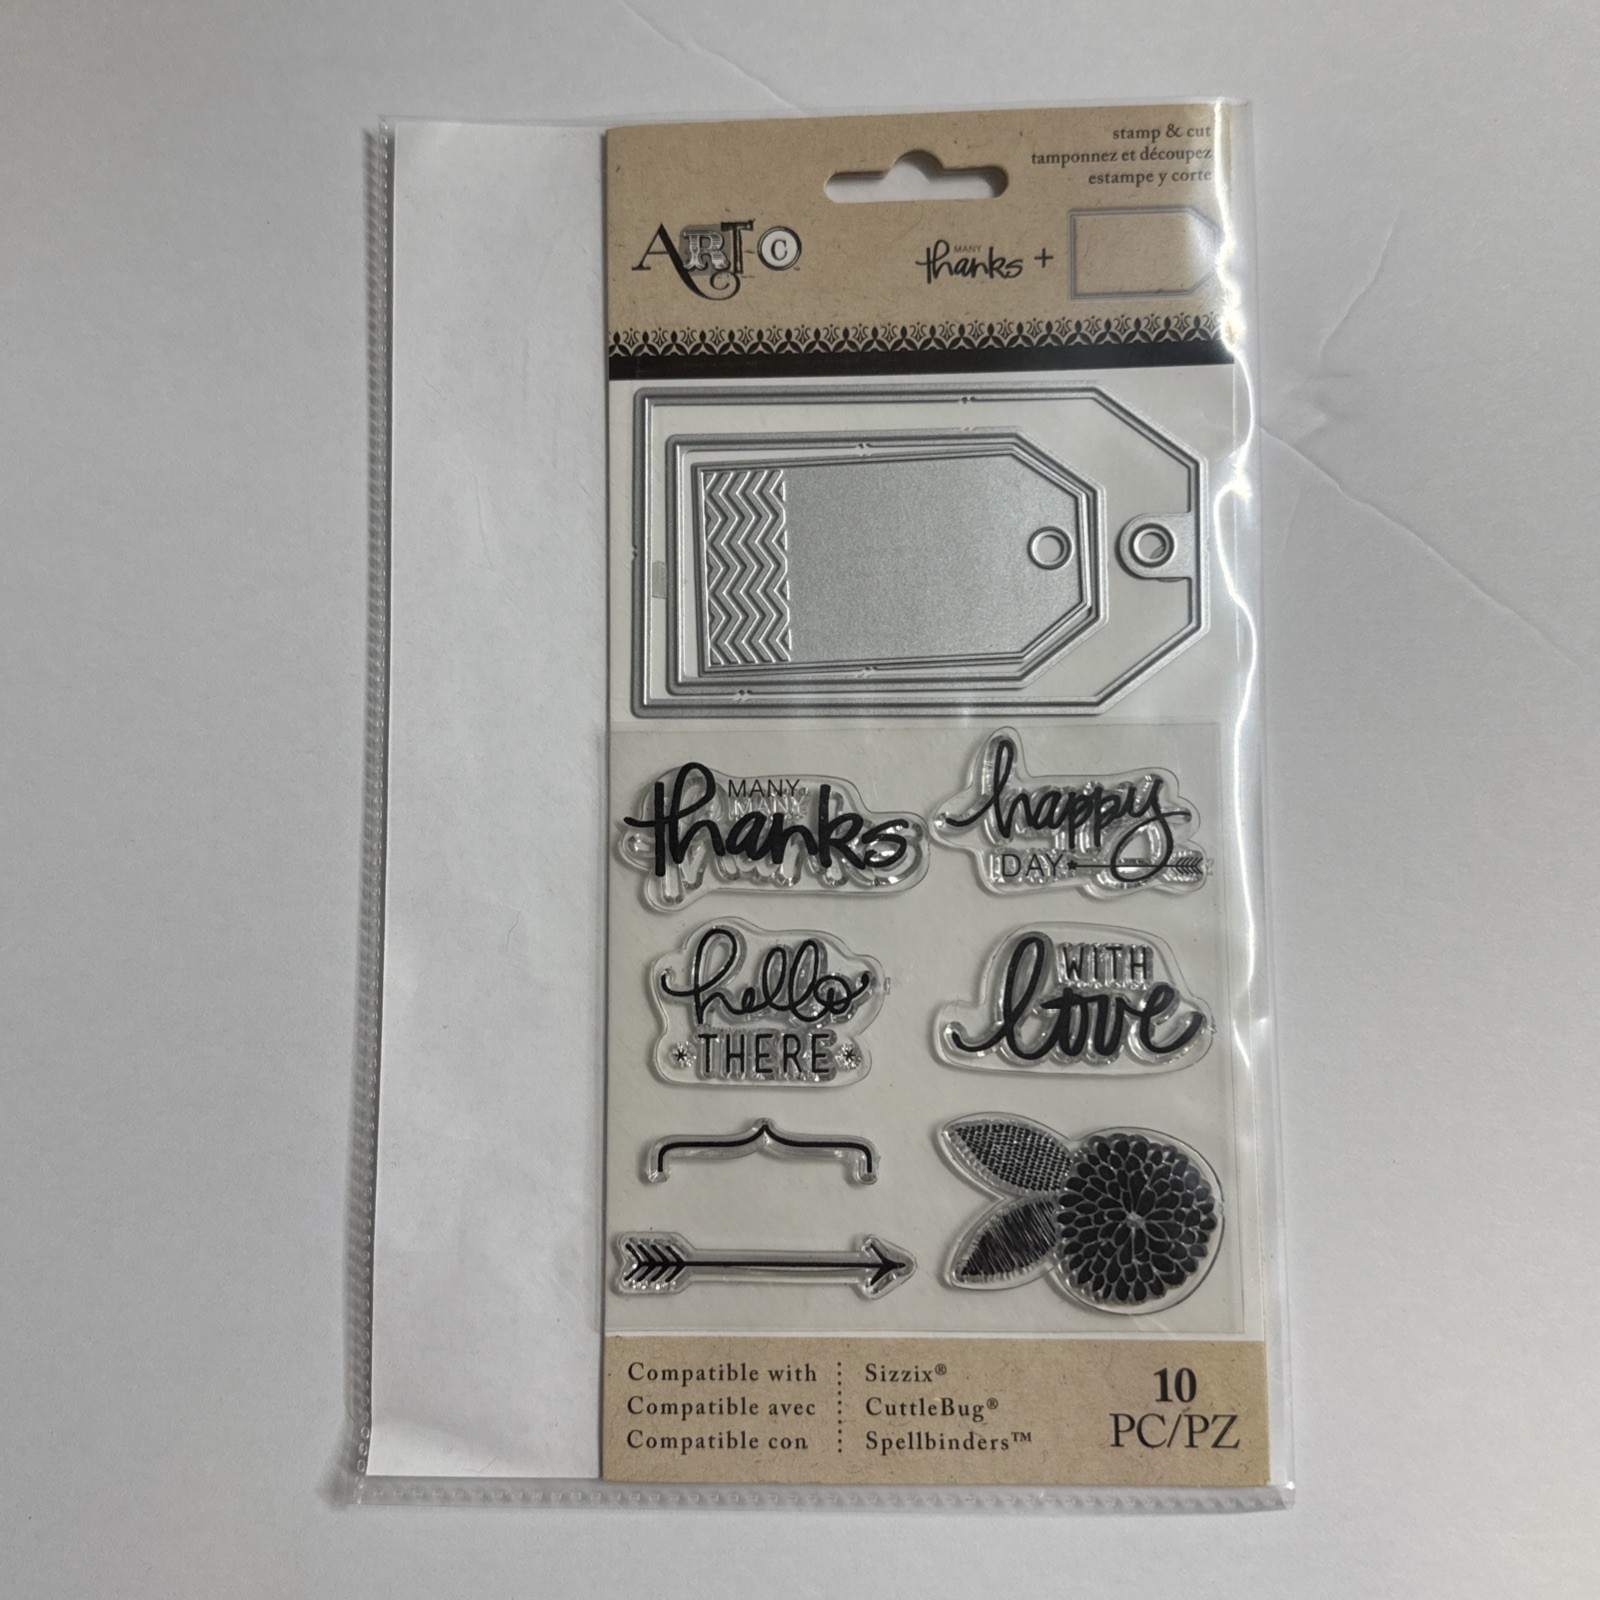 stamp & cut
tamponnez et découpez
estampe y corte
ART C
C
MANY
thanks +
MANY
thanks
happy
DAY
hello
*THERE*
WITH
love
Compatible with Sizzix®
Compatible avec CuttleBug®
Compatible con Spellbinders™
10
PC/PZ